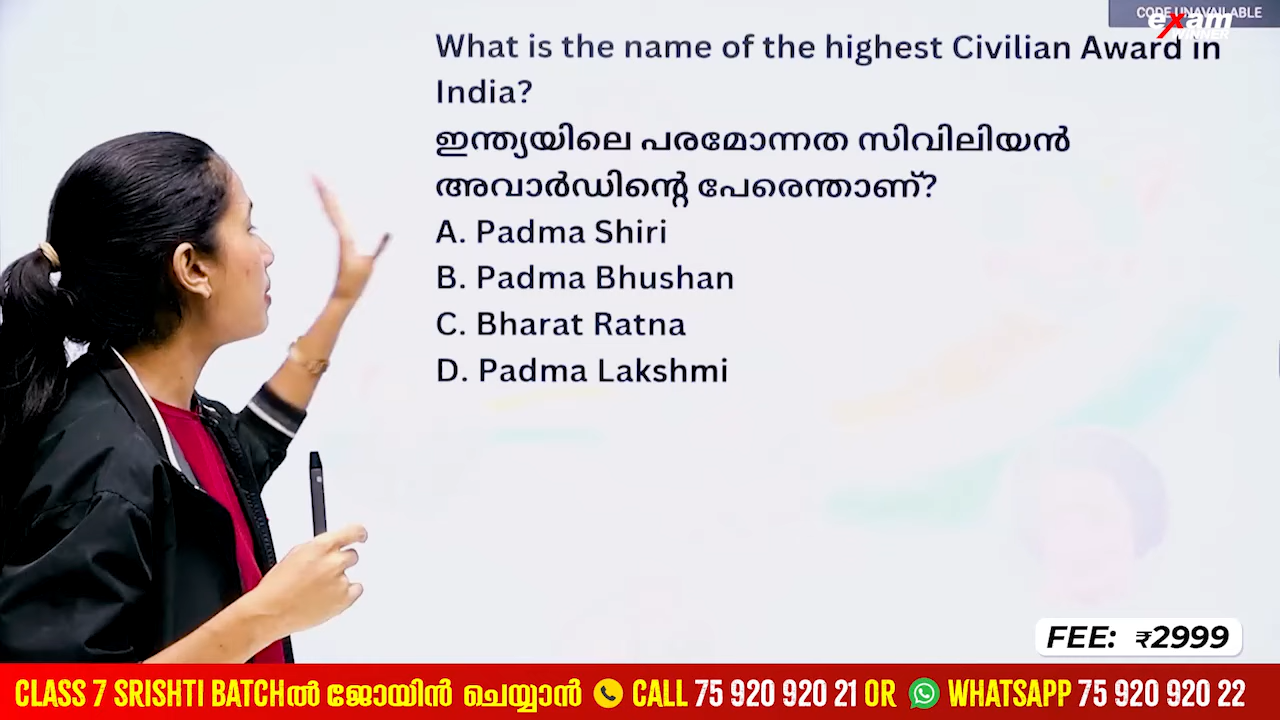 CODE UNAVAILABLE
exam
WINNER
What is the name of the highest Civilian Award in
India?
ഇന്ത്യയിലെ പരമോന്നത സിവിലിയൻ
അവാർഡിന്റെ പേരെന്താണ്?
A. Padma Shiri
B. Padma Bhushan
C. Bharat Ratna
D. Padma Lakshmi
FEE: ₹2999
CLASS 7 SRISHTI BATCHൽ ജോയിൻ ചെയ്യാൻ CALL 75 920 920 21 OR WHATSAPP 75 920 920 22